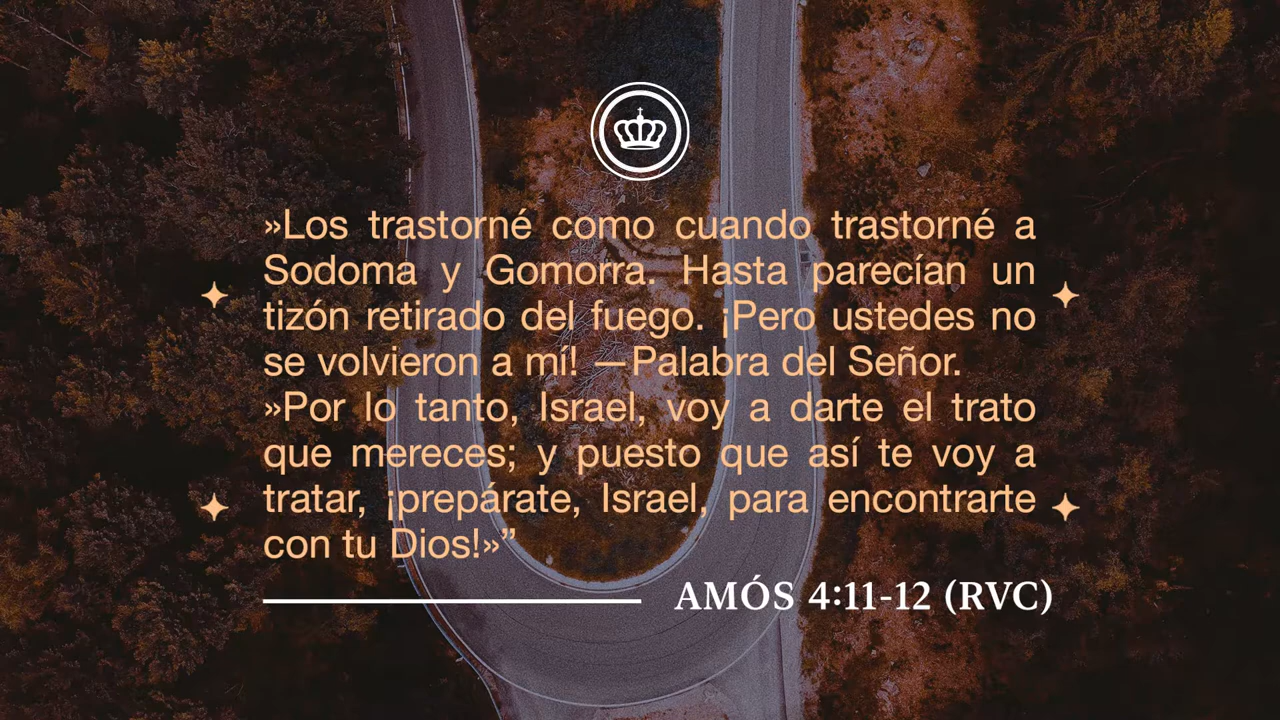 »Los trastorné como cuando trastorné a
Sodoma y Gomorra. Hasta parecían un
tizón retirado del fuego. ¡Pero ustedes no
se volvieron a mí! —Palabra del Señor.
»Por lo tanto, Israel, voy a darte el trato
que mereces; y puesto que así te voy a
tratar, ¡prepárate, Israel, para encontrarte
con tu Dios!»”
AMÓS 4:11-12 (RVC)